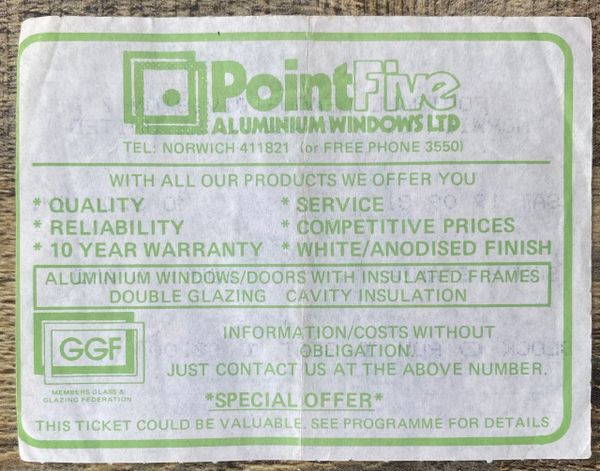 PointFive
ALUMINIUM WINDOWS LTD
TEL: NORWICH 411821 (or FREE PHONE 3550)
WITH ALL OUR PRODUCTS WE OFFER YOU
* QUALITY * SERVICE
* RELIABILITY * COMPETITIVE PRICES
* 10 YEAR WARRANTY * WHITE/ANODISED FINISH
ALUMINIUM WINDOWS/DOORS WITH INSULATED FRAMES
DOUBLE GLAZING CAVITY INSULATION
GGF
MEMBERS GLASS &
GLAZING FEDERATION
INFORMATION/COSTS WITHOUT
OBLIGATION.
JUST CONTACT US AT THE ABOVE NUMBER.
*SPECIAL OFFER*
THIS TICKET COULD BE VALUABLE. SEE PROGRAMME FOR DETAILS